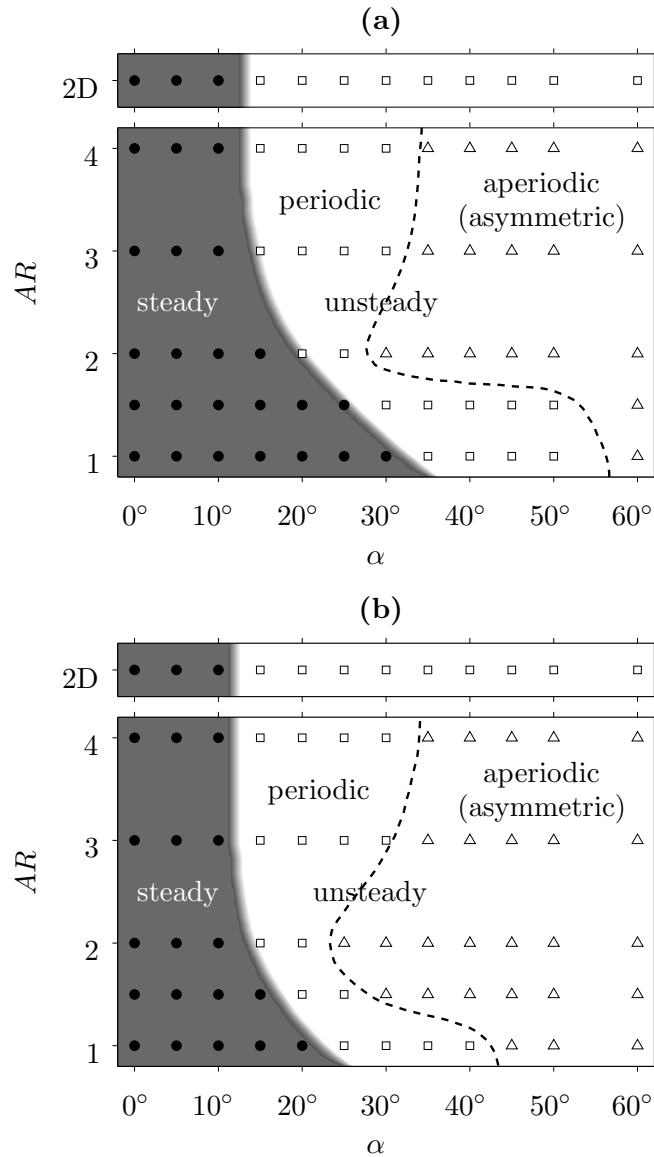 (a)
2D
4
periodic
aperiodic
(asymmetric)
3
AR
steady
unsteady
2
1
0° 10° 20° 30° 40° 50° 60°
α
(b)
2D
4
periodic
aperiodic
(asymmetric)
3
AR
steady
unsteady
2
1
0° 10° 20° 30° 40° 50° 60°
α